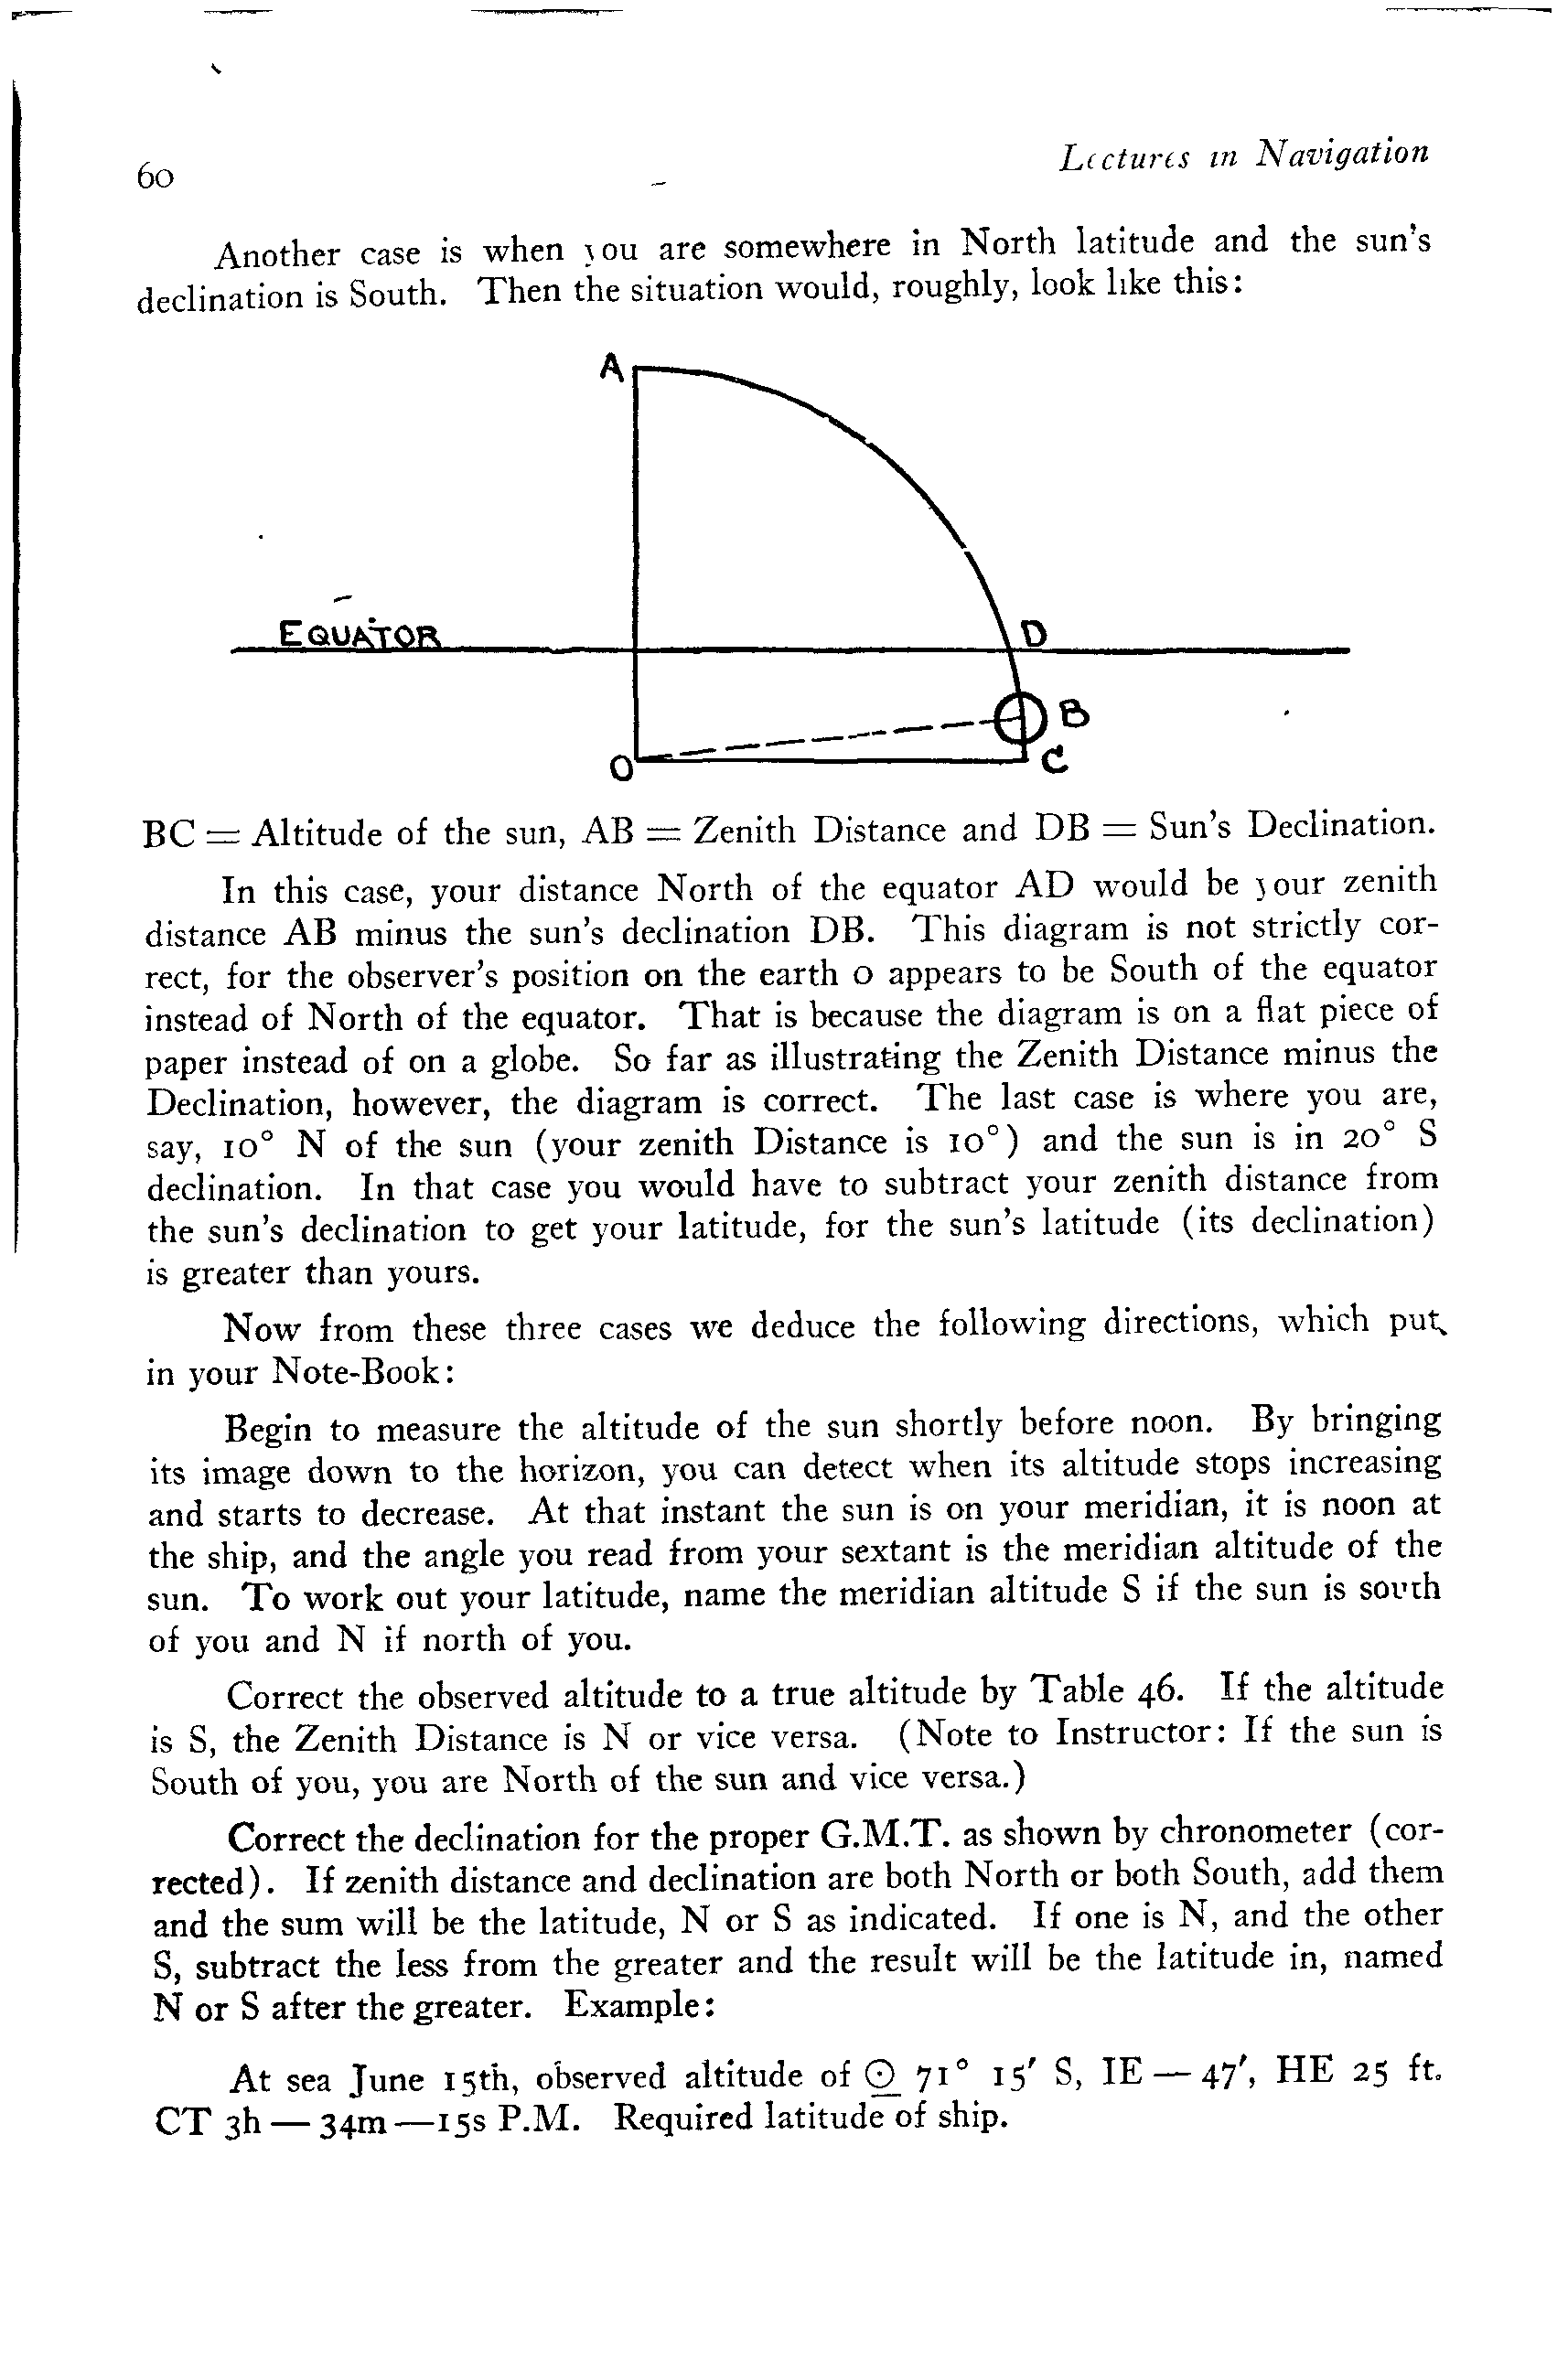 60
Lectures in Navigation
Another case is when you are somewhere in North latitude and the sun's
declination is South. Then the situation would, roughly, look like this:
A
EQUATOR
D
B
O
C
BC = Altitude of the sun, AB = Zenith Distance and DB = Sun's Declination.
In this case, your distance North of the equator AD would be your zenith
distance AB minus the sun's declination DB. This diagram is not strictly cor-
rect, for the observer's position on the earth o appears to be South of the equator
instead of North of the equator. That is because the diagram is on a flat piece of
paper instead of on a globe. So far as illustrating the Zenith Distance minus the
Declination, however, the diagram is correct. The last case is where you are,
say, 10° N of the sun (your zenith Distance is 10°) and the sun is in 20° S
declination. In that case you would have to subtract your zenith distance from
the sun's declination to get your latitude, for the sun's latitude (its declination)
is greater than yours.
Now from these three cases we deduce the following directions, which put
in your Note-Book:
Begin to measure the altitude of the sun shortly before noon. By bringing
its image down to the horizon, you can detect when its altitude stops increasing
and starts to decrease. At that instant the sun is on your meridian, it is noon at
the ship, and the angle you read from your sextant is the meridian altitude of the
sun. To work out your latitude, name the meridian altitude S if the sun is south
of you and N if north of you.
Correct the observed altitude to a true altitude by Table 46. If the altitude
is S, the Zenith Distance is N or vice versa. (Note to Instructor: If the sun is
South of you, you are North of the sun and vice versa.)
Correct the declination for the proper G.M.T. as shown by chronometer (cor-
rected). If zenith distance and declination are both North or both South, add them
and the sum will be the latitude, N or S as indicated. If one is N, and the other
S, subtract the less from the greater and the result will be the latitude in, named
N or S after the greater. Example:
At sea June 15th, observed altitude of ☉ 71° 15′ S, IE — 47′, HE 25 ft.
CT 3h — 34m — 15s P.M. Required latitude of ship.